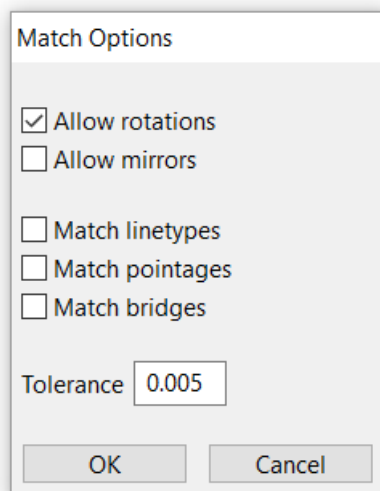 Match Options
Allow rotations
Allow mirrors
Match linetypes
Match pointages
Match bridges
Tolerance 0.005
OK Cancel